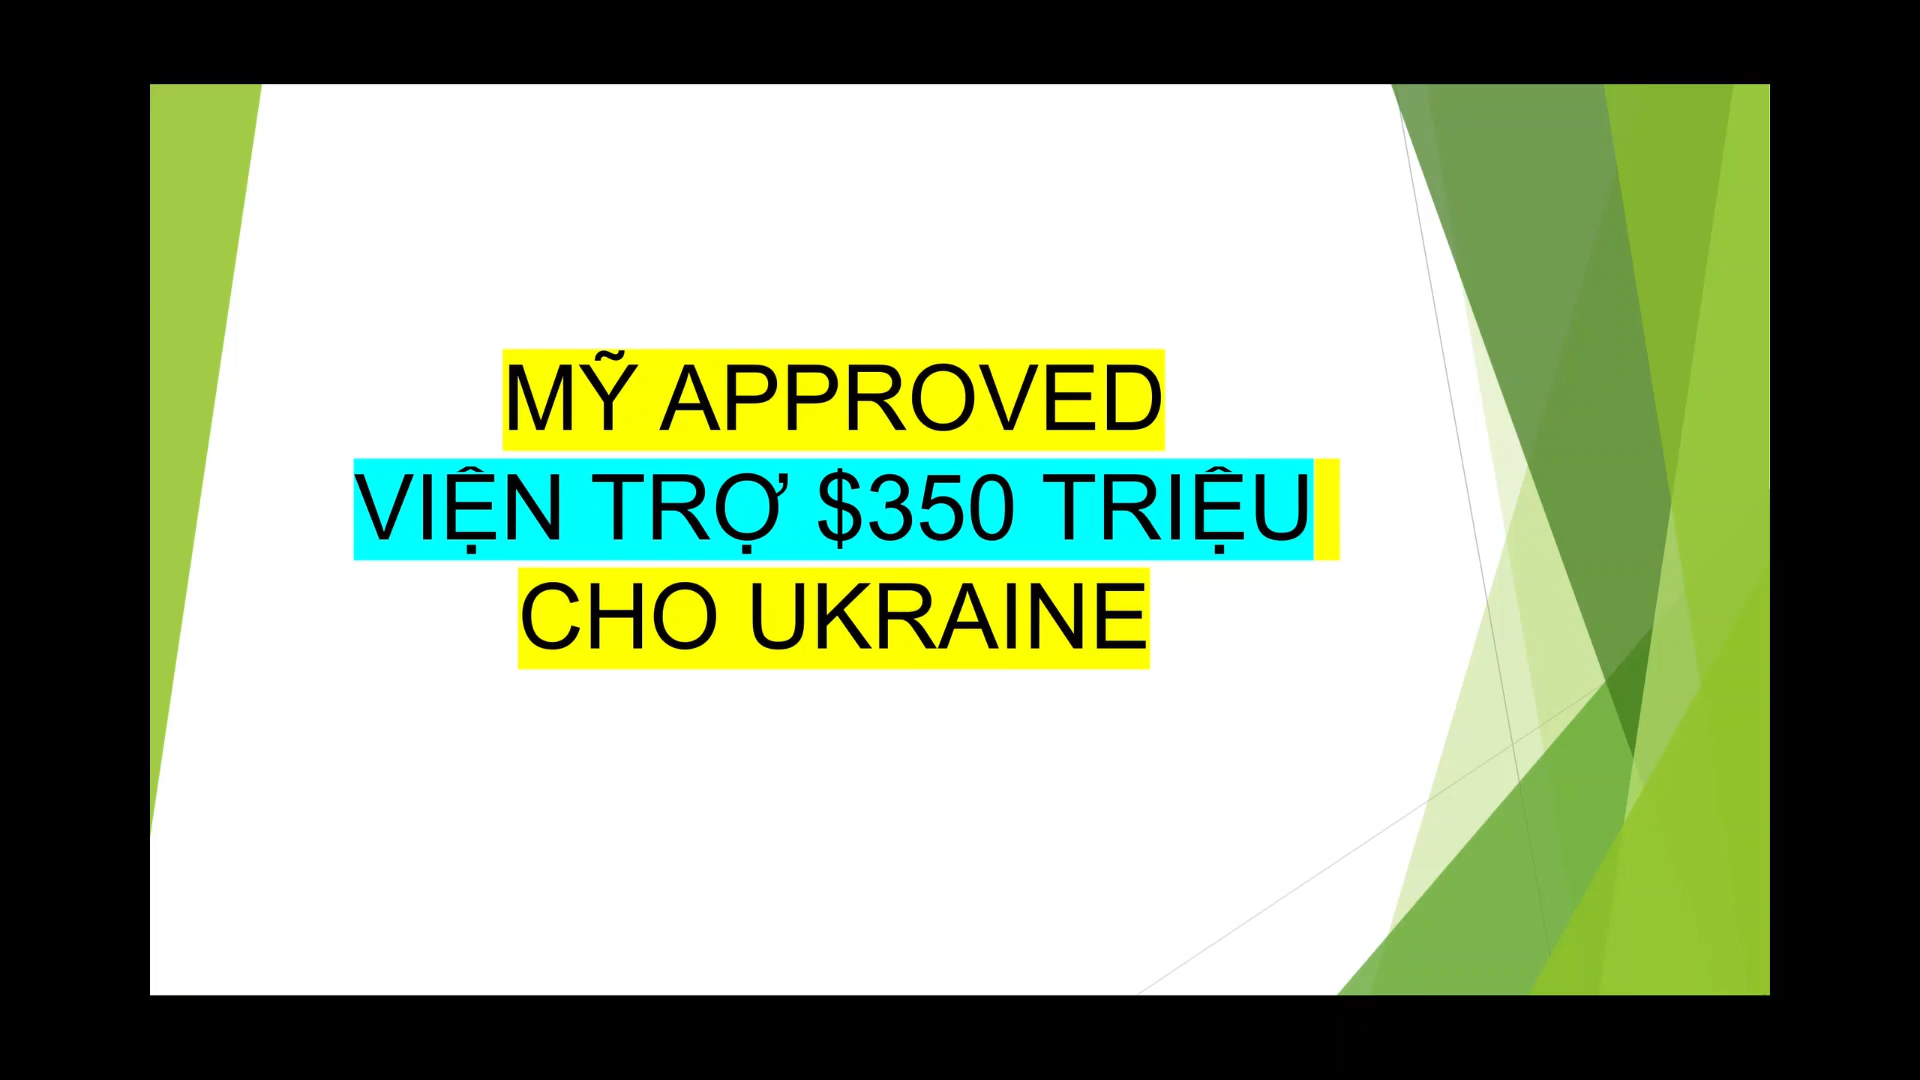 MỸ APPROVED
VIỆN TRỢ $350 TRIỆU
CHO UKRAINE